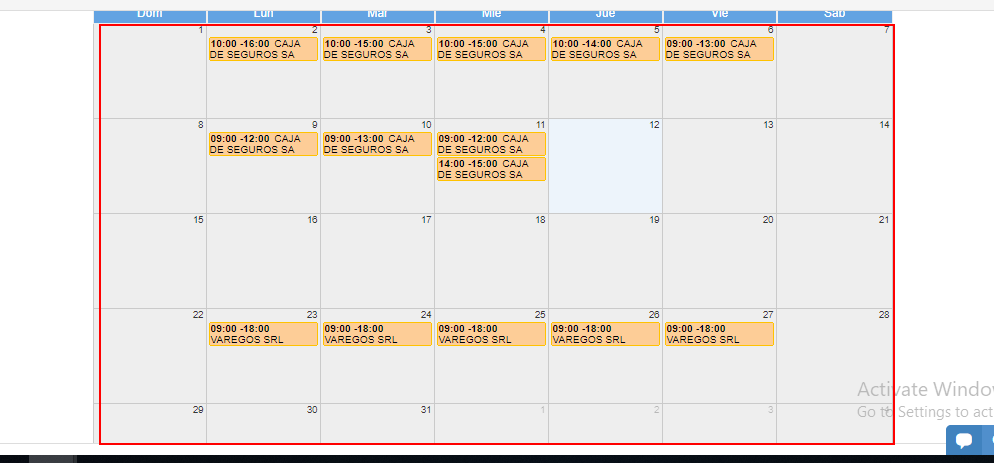 Dom Lun Mar Mié Jue Vie Sáb
1 2 3 4 5 6 7
10:00 -16:00 CAJA
DE SEGUROS SA
10:00 -15:00 CAJA
DE SEGUROS SA
10:00 -15:00 CAJA
DE SEGUROS SA
10:00 -14:00 CAJA
DE SEGUROS SA
09:00 -13:00 CAJA
DE SEGUROS SA
8 9 10 11 12 13 14
09:00 -12:00 CAJA
DE SEGUROS SA
09:00 -13:00 CAJA
DE SEGUROS SA
09:00 -12:00 CAJA
DE SEGUROS SA
14:00 -15:00 CAJA
DE SEGUROS SA
15 16 17 18 19 20 21
22 23 24 25 26 27 28
09:00 -18:00
VAREGOS SRL
09:00 -18:00
VAREGOS SRL
09:00 -18:00
VAREGOS SRL
09:00 -18:00
VAREGOS SRL
09:00 -18:00
VAREGOS SRL
29 30 31 1 2 3
Activate Windo
Go to Settings to act